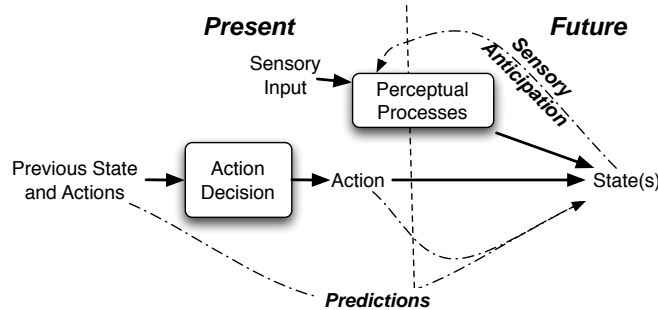 Present
Future
Sensory
Input
Perceptual
Processes
Sensory
Anticipation
Previous State
and Actions
Action
Decision
Action
State(s)
Predictions